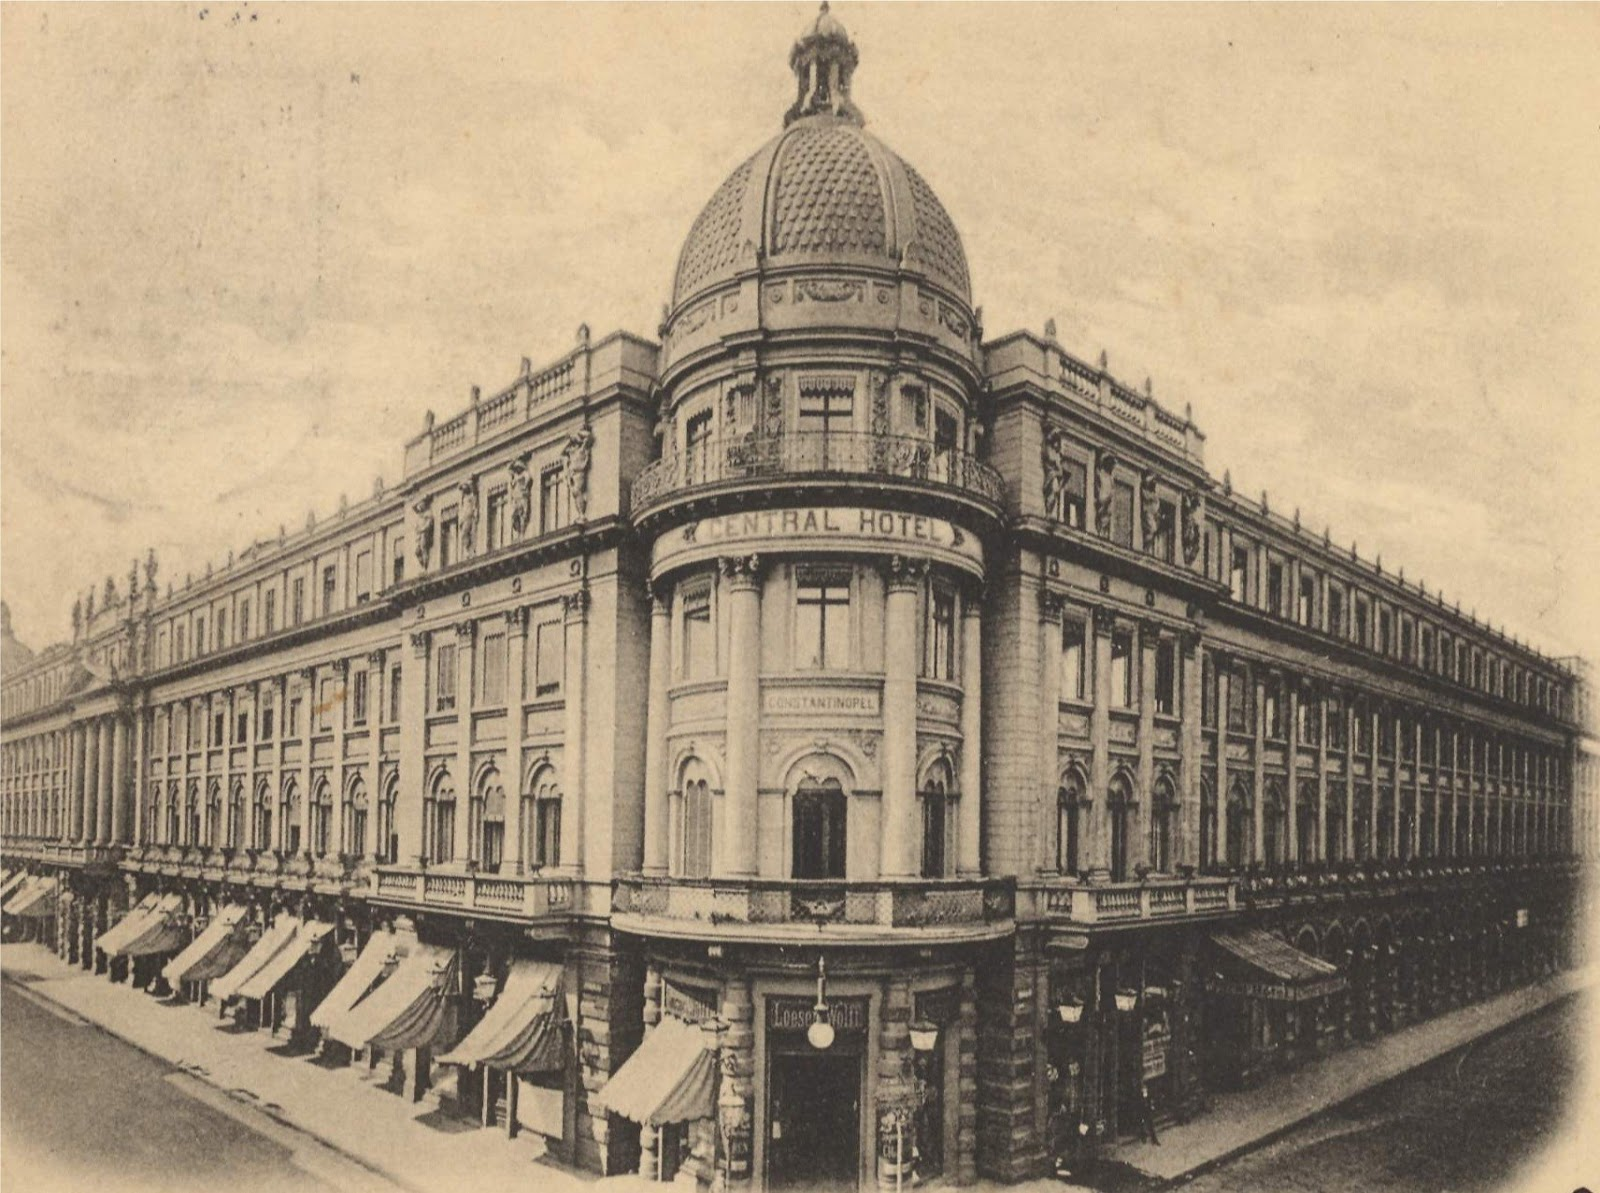 CENTRAL HOTEL
CONSTANTINOPEL
Loeser Wolff